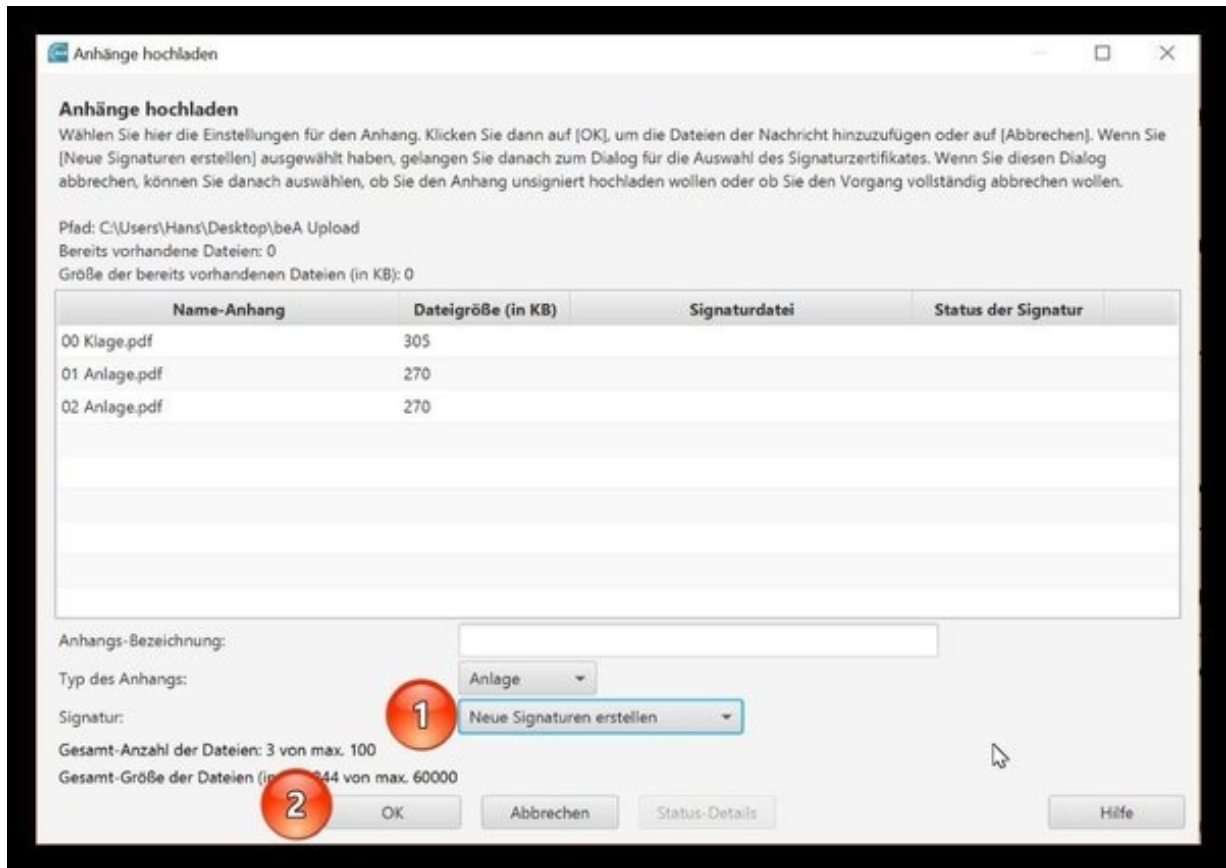 Anhänge hochladen
Anhänge hochladen
Wählen Sie hier die Einstellungen für den Anhang. Klicken Sie dann auf [OK], um die Dateien der Nachricht hinzuzufügen oder auf [Abbrechen]. Wenn Sie
[Neue Signaturen erstellen] ausgewählt haben, gelangen Sie danach zum Dialog für die Auswahl des Signaturzertifikates. Wenn Sie diesen Dialog
abbrechen, können Sie danach auswählen, ob Sie den Anhang unsigniert hochladen wollen oder ob Sie den Vorgang vollständig abbrechen wollen.
Pfad: C:\Users\Hans\Desktop\beA Upload
Bereits vorhandene Dateien: 0
Größe der bereits vorhandenen Dateien (in KB): 0
Name-Anhang Dateigröße (in KB) Signaturdatei Status der Signatur
00 Klage.pdf 305
01 Anlage.pdf 270
02 Anlage.pdf 270
Anhangs-Bezeichnung:
Typ des Anhangs: Anlage
Signatur: 1 Neue Signaturen erstellen
Gesamt-Anzahl der Dateien: 3 von max. 100
Gesamt-Größe der Dateien 844 von max. 60000
2 OK Abbrechen Status-Details Hilfe